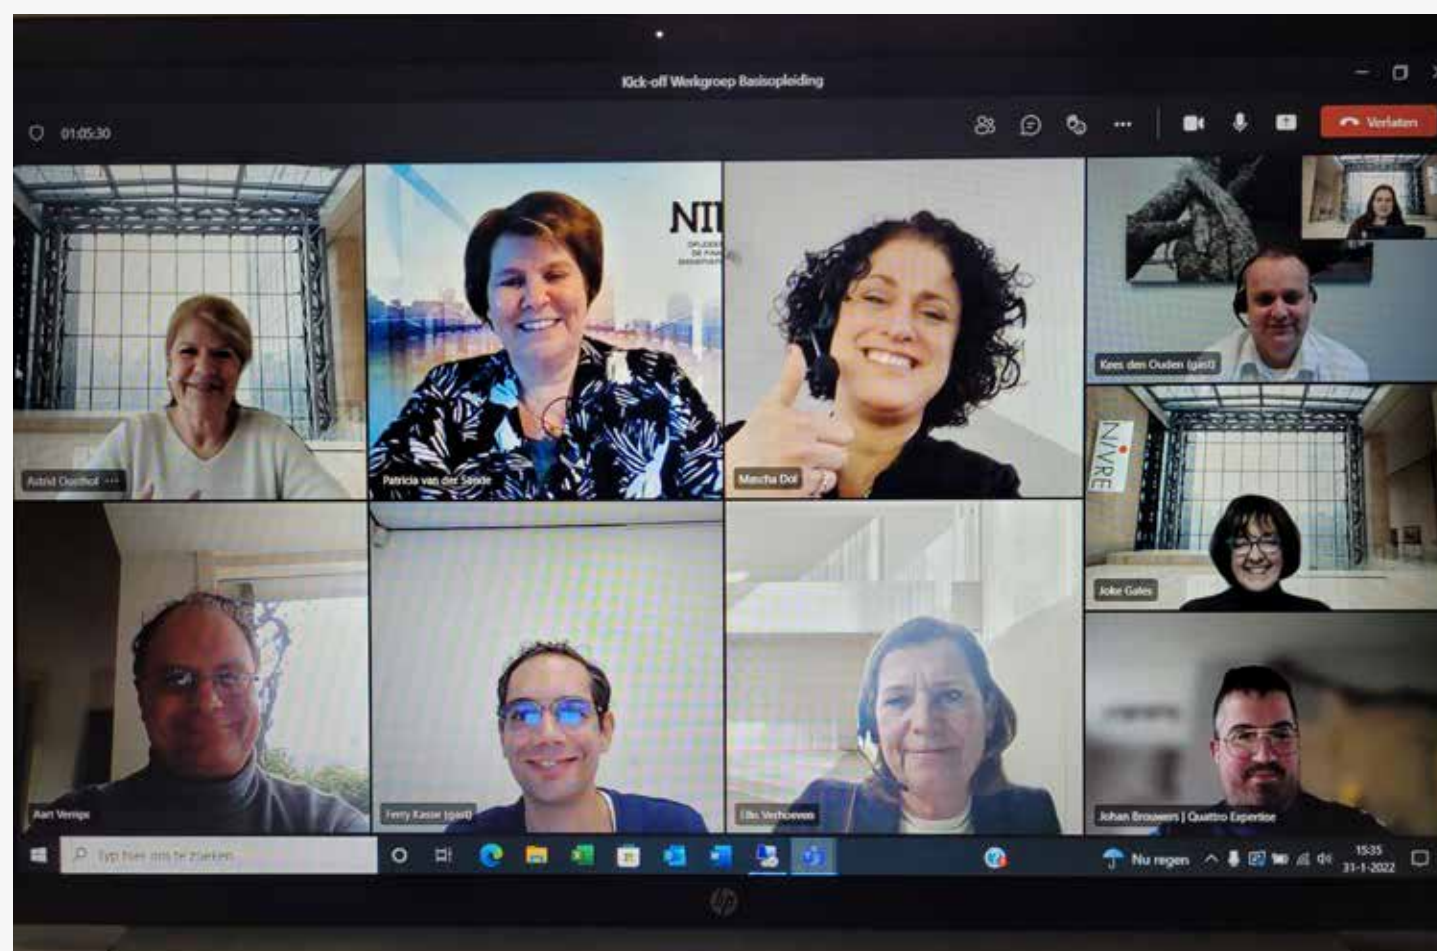 Kick-off Werkgroep Basisopleiding
01:05:30
Verlaten
NI
Astrid Oosthof ...
Patricia van der Sande
Mascha Dol
Kees den Ouden (gast)
NIVRE
Joke Gales
Aart
Ferry Kasse (gast)
Verhoeven
Johan Brouwers | Quattro Expertise
Typ hier om te zoeken
Nu regen
15:35
31-1-2022
hp